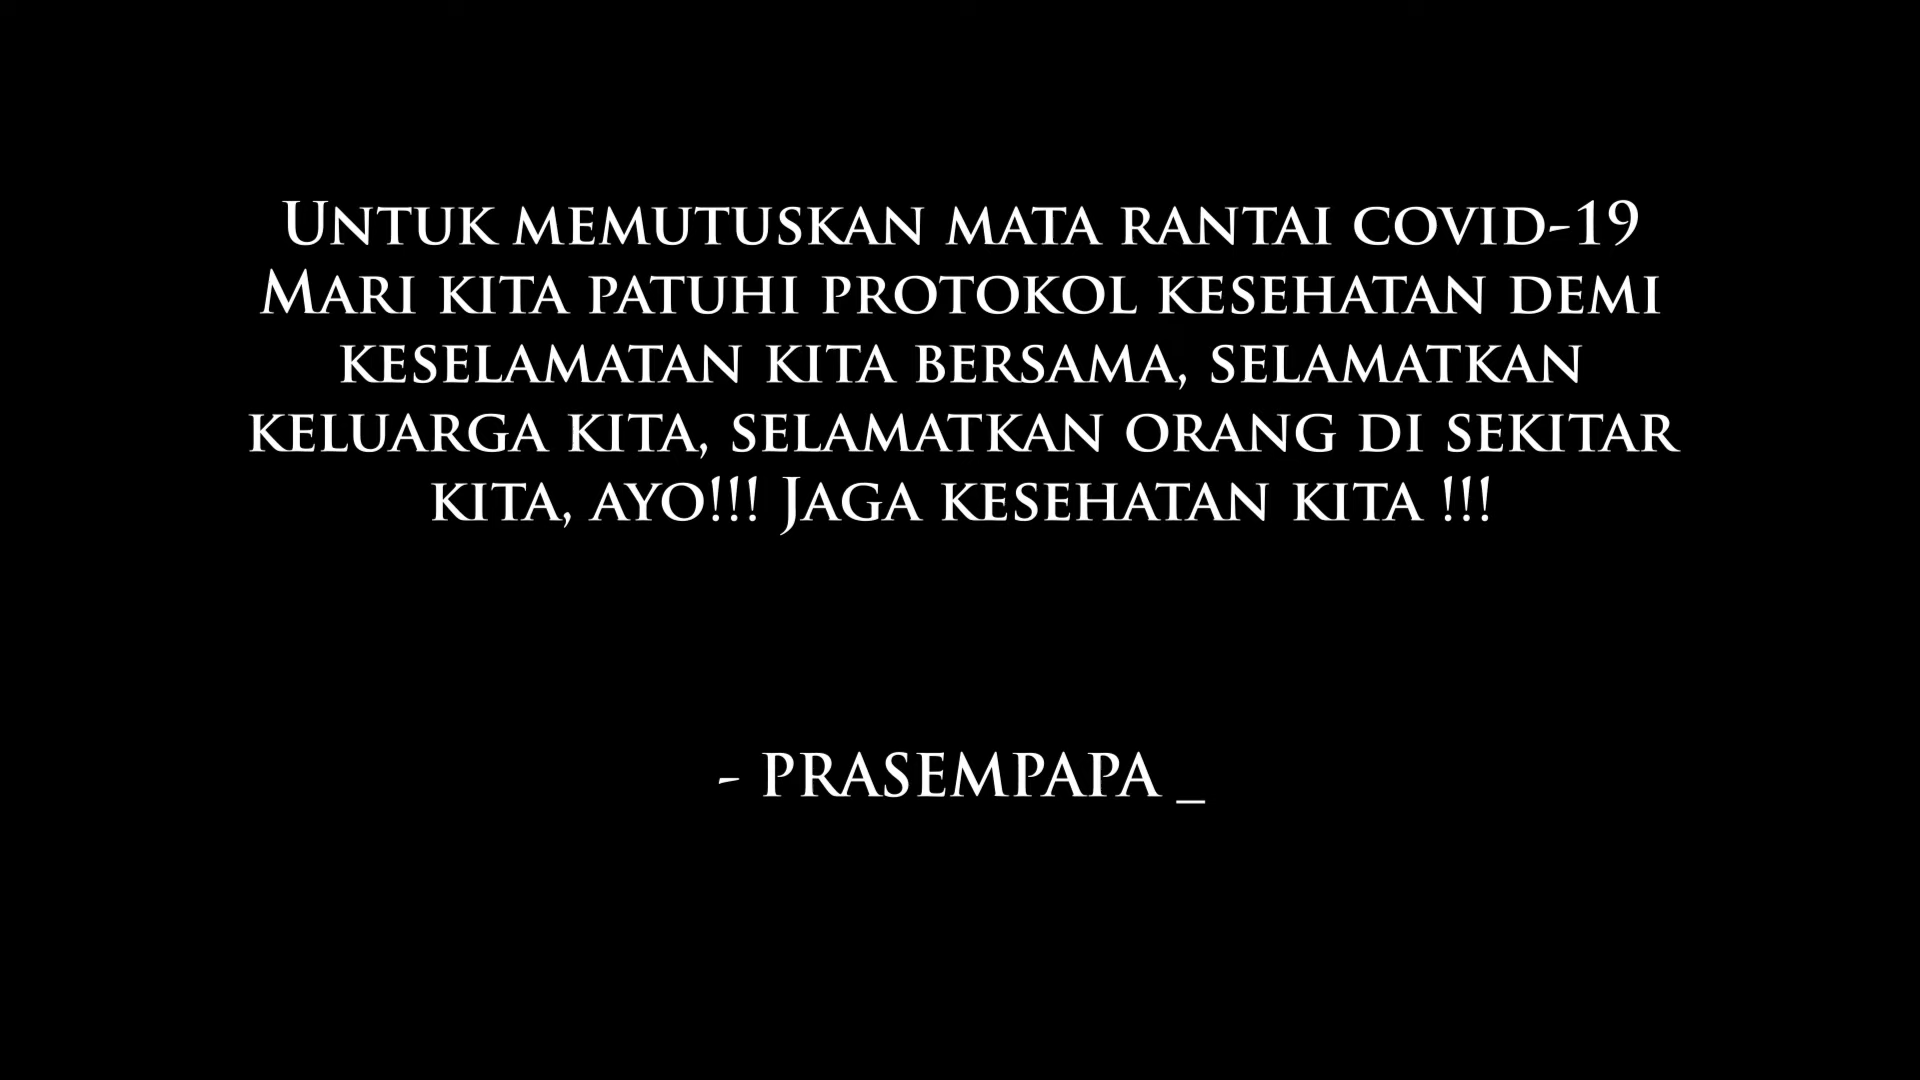 Untuk memutuskan mata rantai covid-19
Mari kita patuhi protokol kesehatan demi
keselamatan kita bersama, selamatkan
keluarga kita, selamatkan orang di sekitar
kita, ayo!!! Jaga kesehatan kita !!!
- PRASEMPAPA _